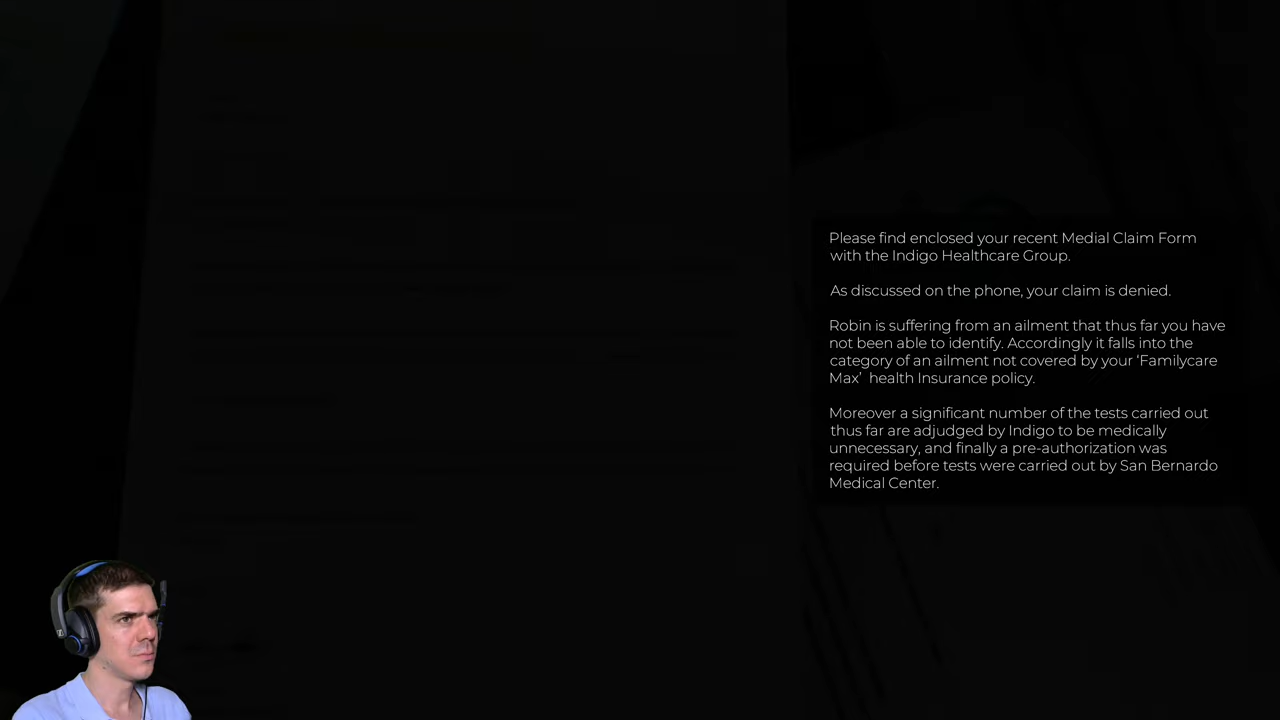 Please find enclosed your recent Medial Claim Form
with the Indigo Healthcare Group.
As discussed on the phone, your claim is denied.
Robin is suffering from an ailment that thus far you have
not been able to identify. Accordingly it falls into the
category of an ailment not covered by your ‘Familycare
Max’ health Insurance policy.
Moreover a significant number of the tests carried out
thus far are adjudged by Indigo to be medically
unnecessary, and finally a pre-authorization was
required before tests were carried out by San Bernardo
Medical Center.